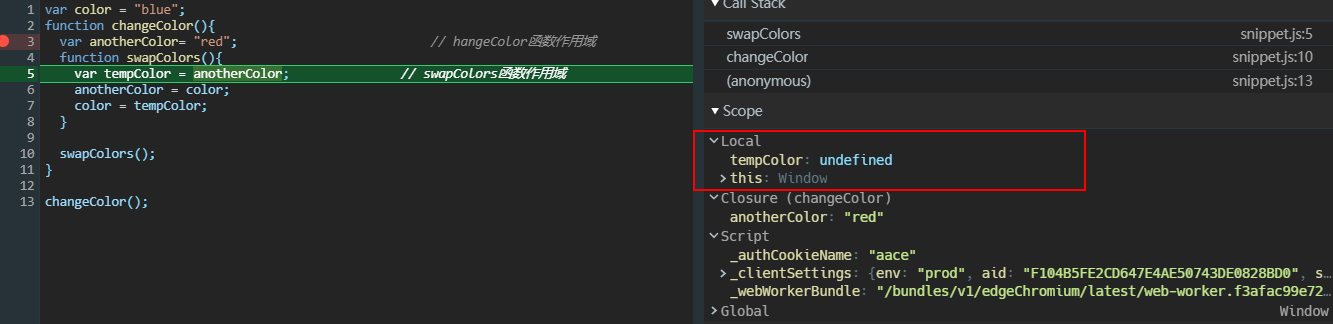 1 var color = "blue";
2 function changeColor(){
3 var anotherColor= "red"; // hangeColor函数作用域
4 function swapColors(){
5 var tempColor = anotherColor; // swapColors函数作用域
6 anotherColor = color;
7 color = tempColor;
8 }
9
10 swapColors();
11 }
12
13 changeColor();
Call Stack
swapColors snippet.js:5
changeColor snippet.js:10
(anonymous) snippet.js:13
Scope
Local
tempColor: undefined
this: Window
Closure (changeColor)
anotherColor: "red"
Script
_authCookieName: "aace"
_clientSettings: {env: "prod", aid: "F104B5FE2CD647E4AE50743DE0828BD0", s…
_webWorkerBundle: "/bundles/v1/edgeChromium/latest/web-worker.f3afac99e72…
Global Window